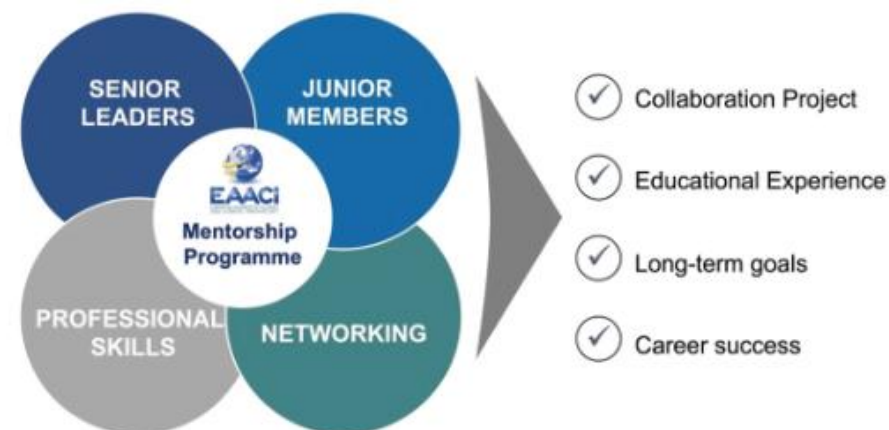 SENIOR
LEADERS
JUNIOR
MEMBERS
EAACI
Mentorship
Programme
PROFESSIONAL
SKILLS
NETWORKING
Collaboration Project
Educational Experience
Long-term goals
Career success